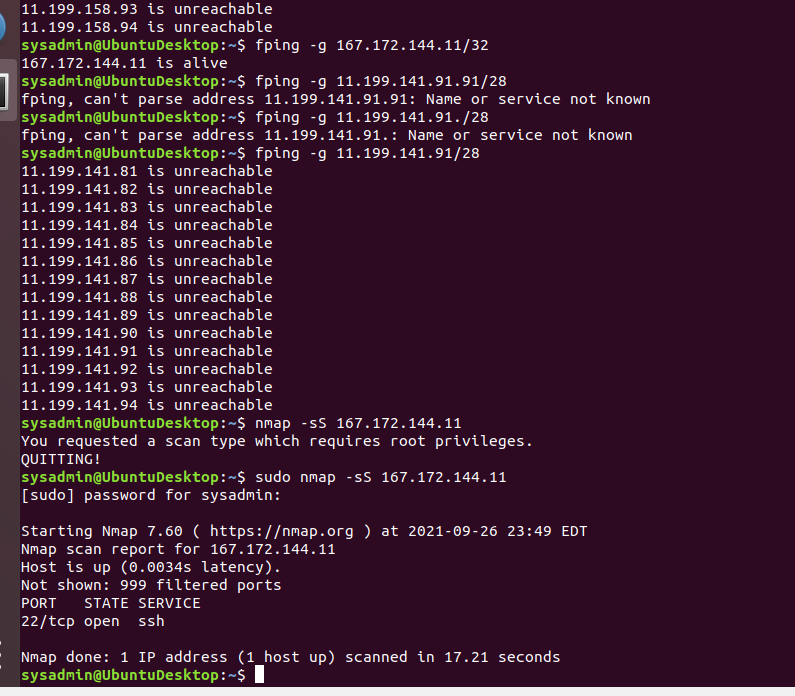 11.199.158.93 is unreachable
11.199.158.94 is unreachable
sysadmin@UbuntuDesktop:~$ fping -g 167.172.144.11/32
167.172.144.11 is alive
sysadmin@UbuntuDesktop:~$ fping -g 11.199.141.91.91/28
fping, can't parse address 11.199.141.91.91: Name or service not known
sysadmin@UbuntuDesktop:~$ fping -g 11.199.141.91./28
fping, can't parse address 11.199.141.91.: Name or service not known
sysadmin@UbuntuDesktop:~$ fping -g 11.199.141.91/28
11.199.141.81 is unreachable
11.199.141.82 is unreachable
11.199.141.83 is unreachable
11.199.141.84 is unreachable
11.199.141.85 is unreachable
11.199.141.86 is unreachable
11.199.141.87 is unreachable
11.199.141.88 is unreachable
11.199.141.89 is unreachable
11.199.141.90 is unreachable
11.199.141.91 is unreachable
11.199.141.92 is unreachable
11.199.141.93 is unreachable
11.199.141.94 is unreachable
sysadmin@UbuntuDesktop:~$ nmap -sS 167.172.144.11
You requested a scan type which requires root privileges.
QUITTING!
sysadmin@UbuntuDesktop:~$ sudo nmap -sS 167.172.144.11
[sudo] password for sysadmin:
Starting Nmap 7.60 ( https://nmap.org ) at 2021-09-26 23:49 EDT
Nmap scan report for 167.172.144.11
Host is up (0.0034s latency).
Not shown: 999 filtered ports
PORT   STATE SERVICE
22/tcp open  ssh
Nmap done: 1 IP address (1 host up) scanned in 17.21 seconds
sysadmin@UbuntuDesktop:~$